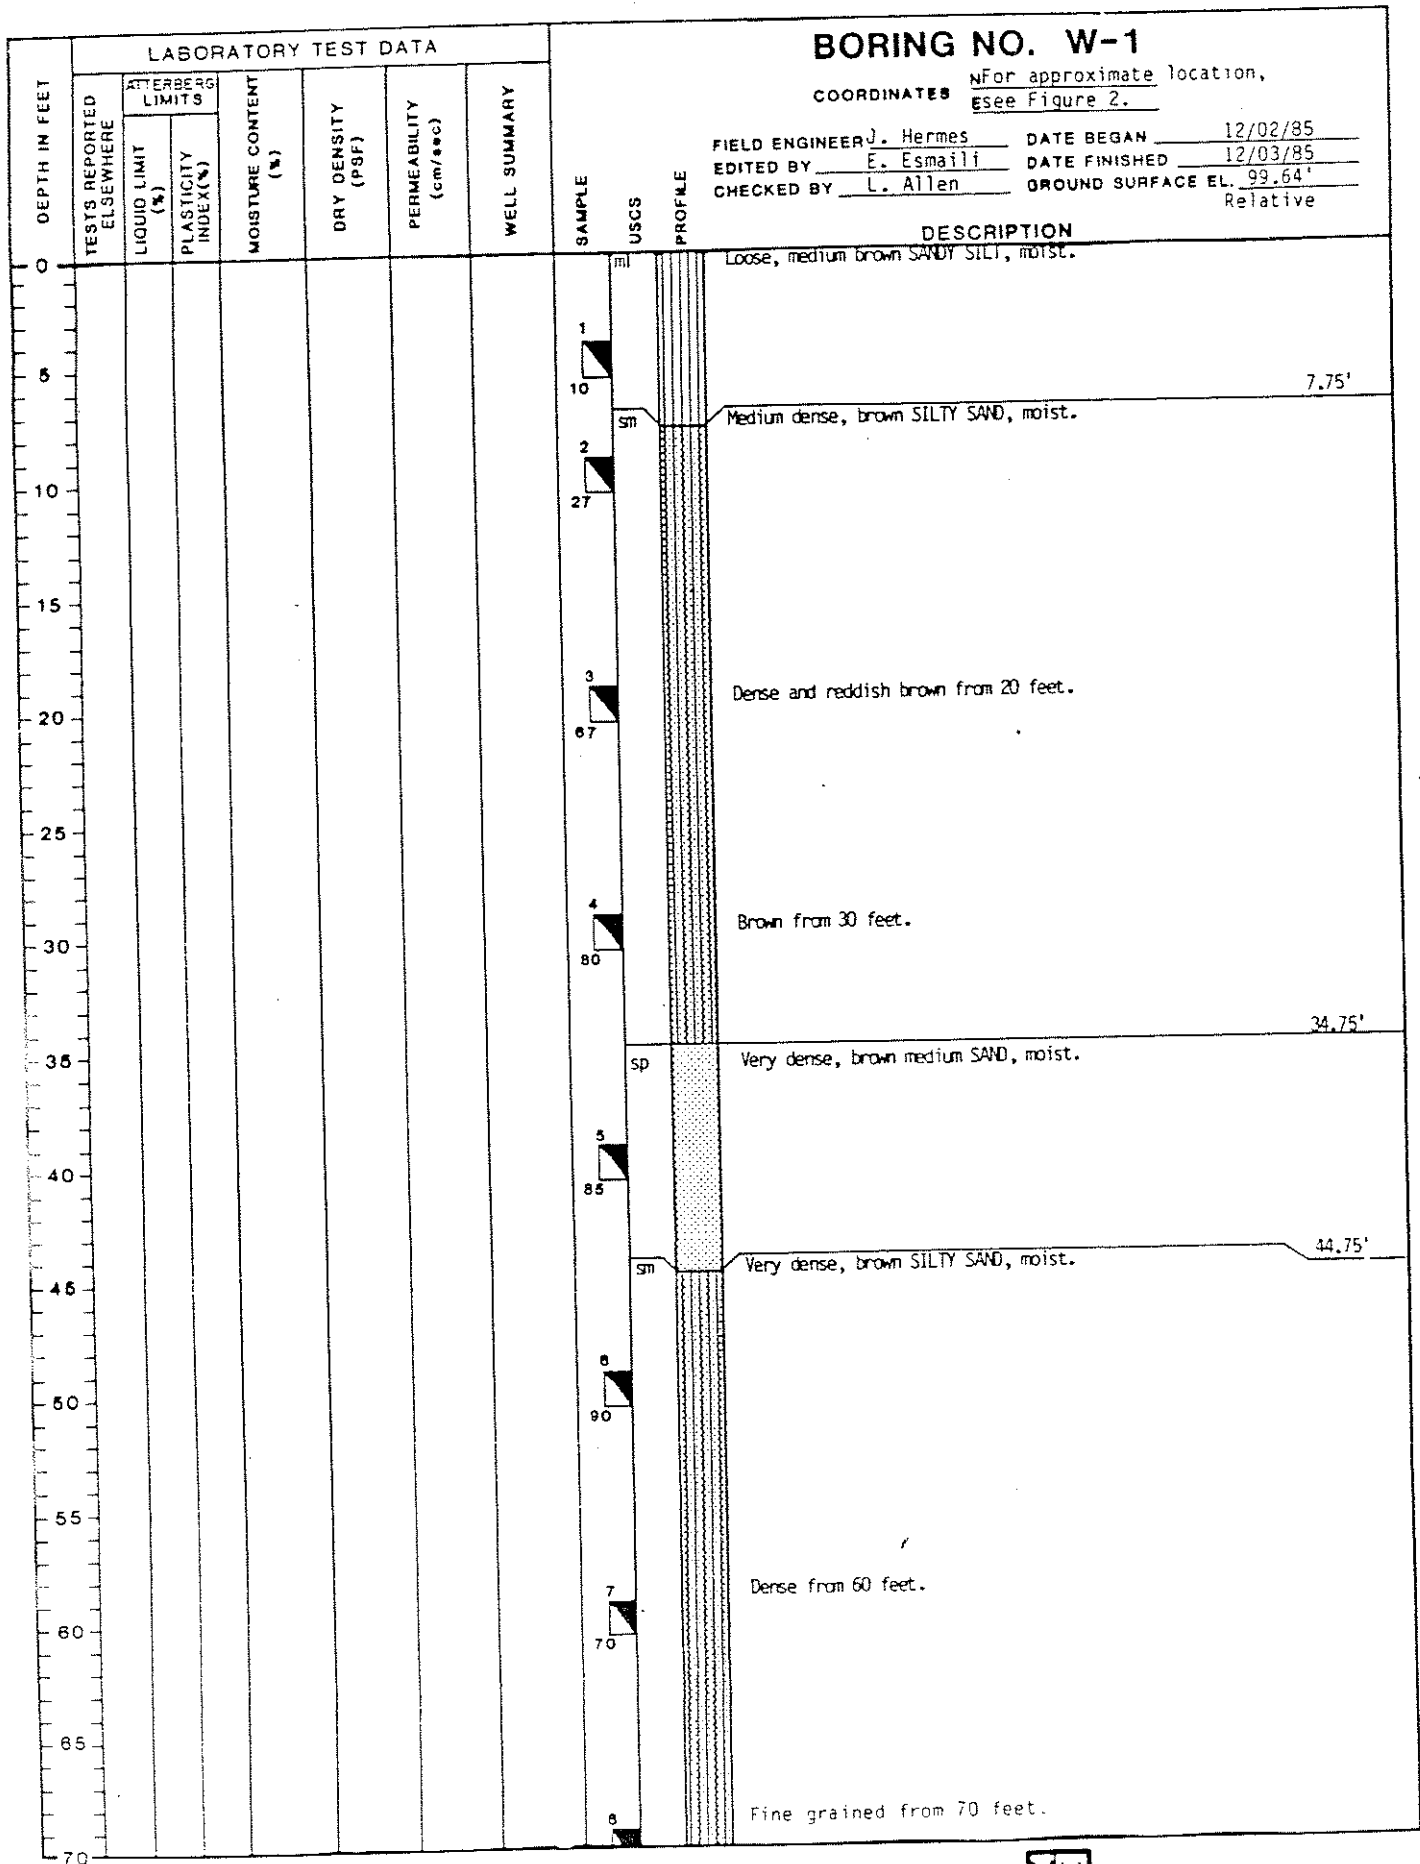 LABORATORY TEST DATA
BORING NO. W-1
COORDINATES
N For approximate location,
E see Figure 2.
FIELD ENGINEER J. Hermes DATE BEGAN 12/02/85
EDITED BY E. Esmaili DATE FINISHED 12/03/85
CHECKED BY L. Allen GROUND SURFACE EL. 99.64'
Relative
DEPTH IN FEET
TESTS REPORTED ELSEWHERE
ATTERBERG LIMITS
LIQUID LIMIT (%)
PLASTICITY INDEX(%)
MOISTURE CONTENT (%)
DRY DENSITY (PSF)
PERMEABILITY (cm/sec)
WELL SUMMARY
SAMPLE
USCS
PROFILE
DESCRIPTION
0
ml Loose, medium brown SANDY SILT, moist.
1
5
10
7.75'
sm Medium dense, brown SILTY SAND, moist.
2
10
27
15
3
Dense and reddish brown from 20 feet.
20
67
25
4
Brown from 30 feet.
30
80
34.75'
35
sp Very dense, brown medium SAND, moist.
5
40
85
44.75'
sm Very dense, brown SILTY SAND, moist.
45
6
50
90
55
7
Dense from 60 feet.
60
70
65
8
Fine grained from 70 feet.
70